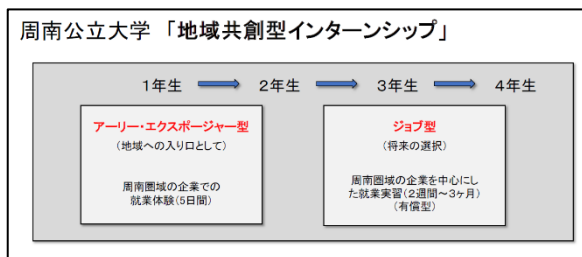 周南公立大学 「地域共創型インターンシップ」
1年生 2年生 3年生 4年生
アーリー・エクスポージャー型
(地域への入り口として)
周南圏域の企業での
就業体験(5日間)
ジョブ型
(将来の選択)
周南圏域の企業を中心にし
た就業実習(2週間～3ヶ月)
(有償型)